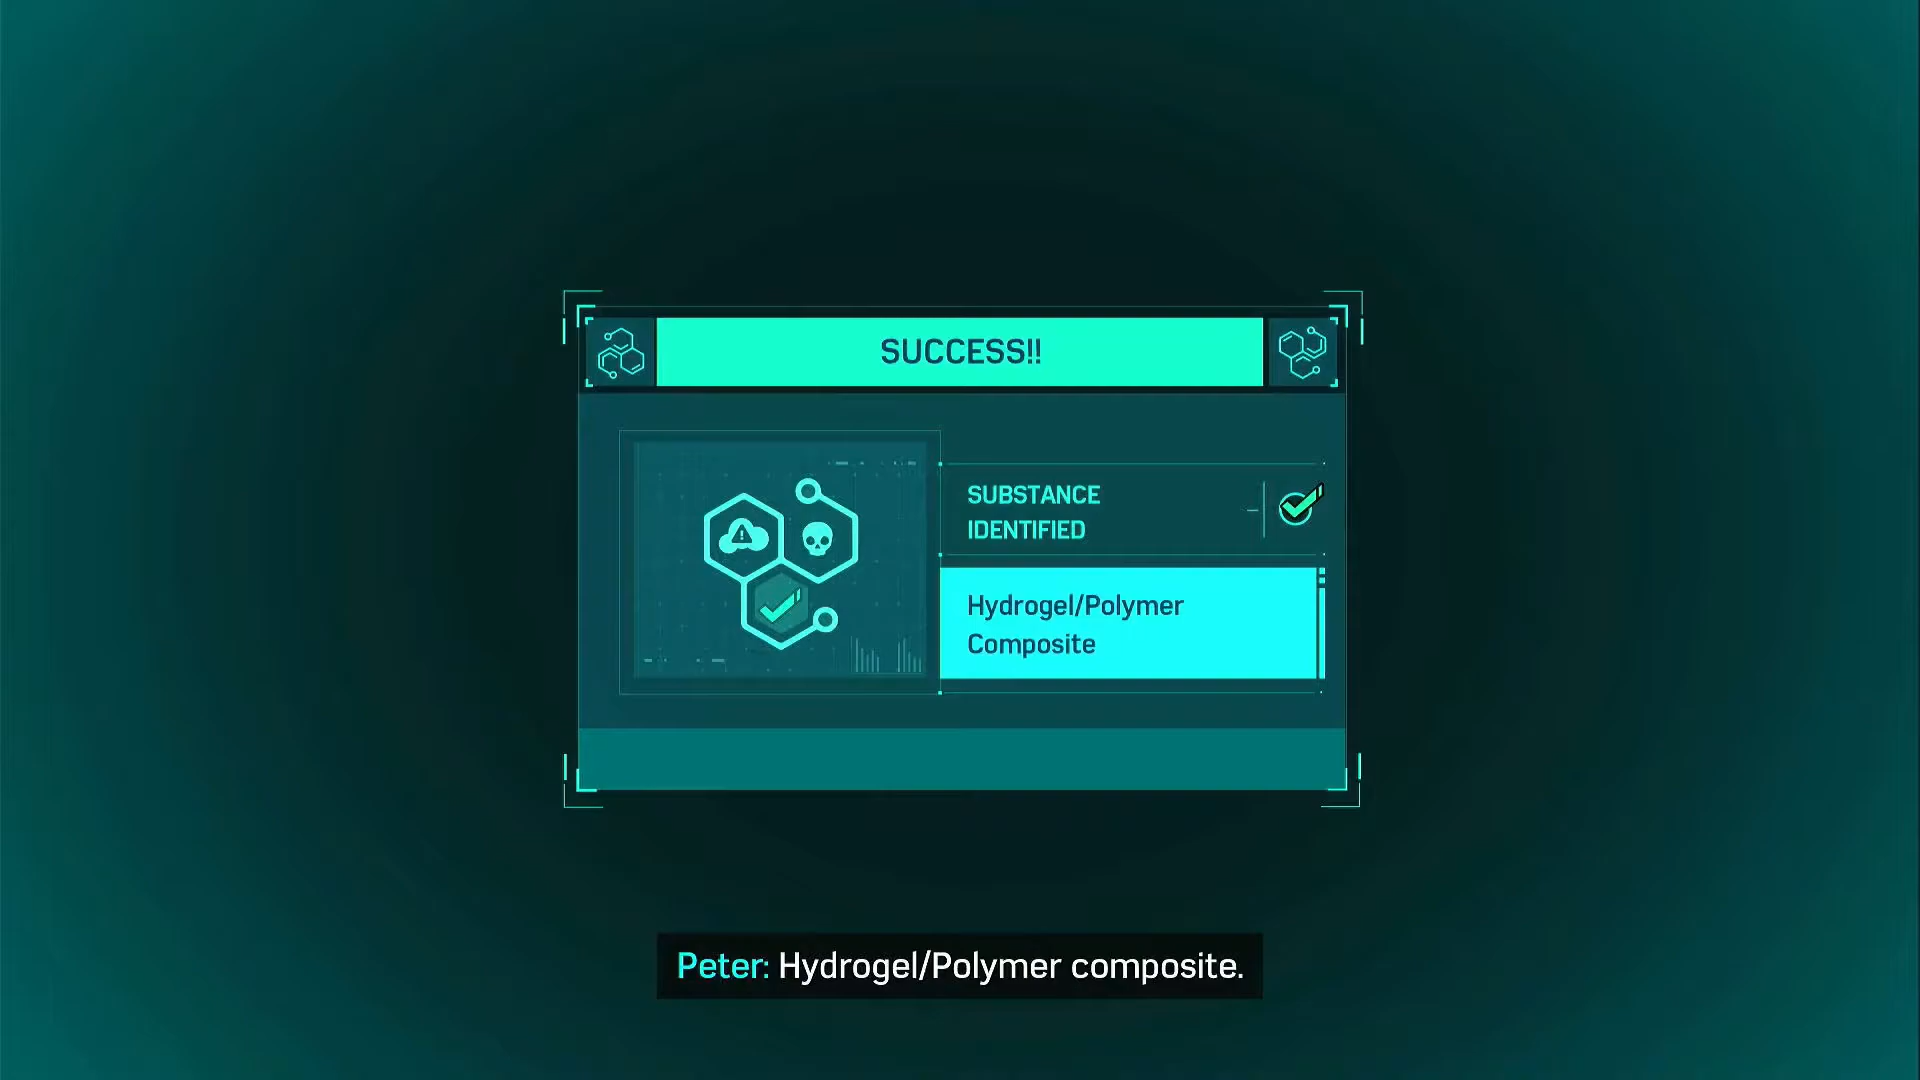 SUCCESS!!
SUBSTANCE
IDENTIFIED
Hydrogel/Polymer
Composite
Peter: Hydrogel/Polymer composite.